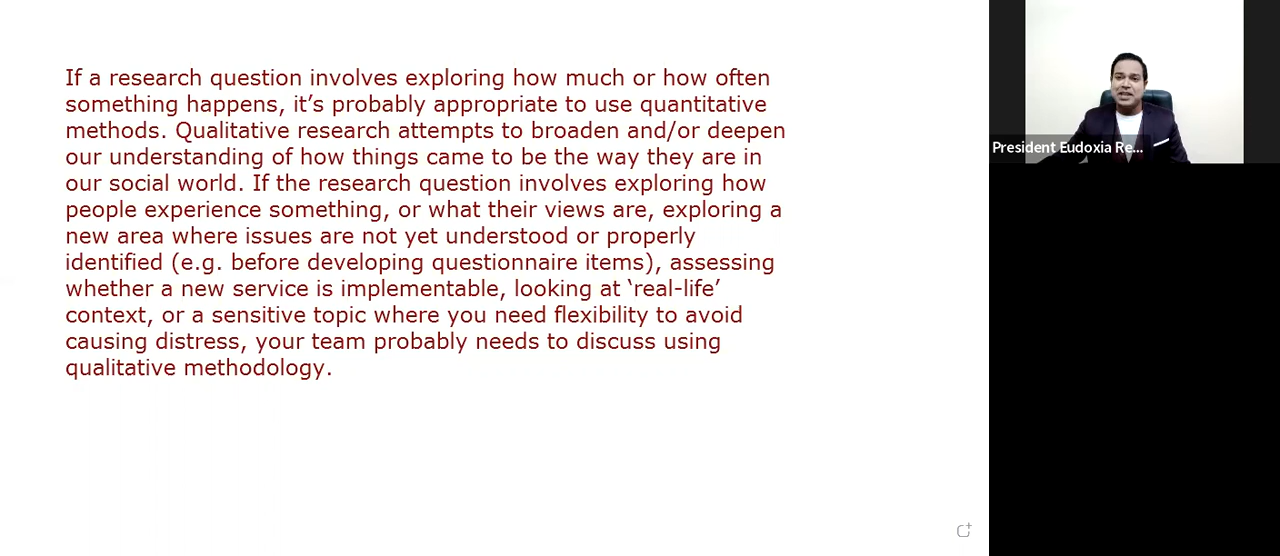 If a research question involves exploring how much or how often
something happens, it’s probably appropriate to use quantitative
methods. Qualitative research attempts to broaden and/or deepen
our understanding of how things came to be the way they are in
our social world. If the research question involves exploring how
people experience something, or what their views are, exploring a
new area where issues are not yet understood or properly
identified (e.g. before developing questionnaire items), assessing
whether a new service is implementable, looking at ‘real-life’
context, or a sensitive topic where you need flexibility to avoid
causing distress, your team probably needs to discuss using
qualitative methodology.
President Eudoxia Re...